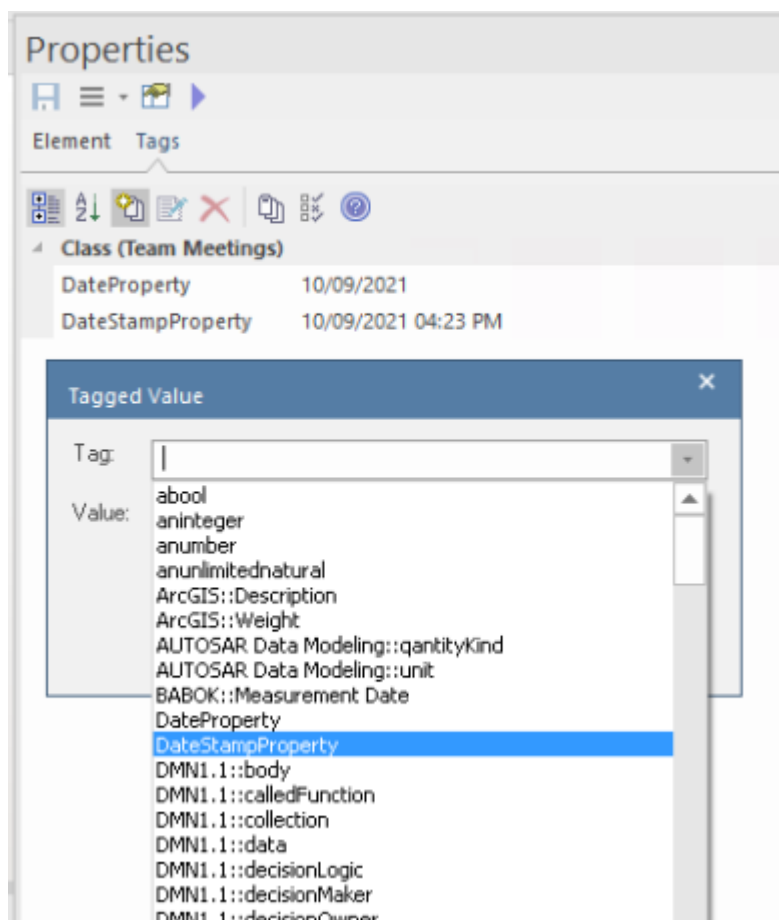 Properties
Element Tags
Class (Team Meetings)
DateProperty 10/09/2021
DateStampProperty 10/09/2021 04:23 PM
Tagged Value
Tag:
Value:
abool
aninteger
anumber
anunlimitednatural
ArcGIS::Description
ArcGIS::Weight
AUTOSAR Data Modeling::qantityKind
AUTOSAR Data Modeling::unit
BABOK::Measurement Date
DateProperty
DateStampProperty
DMN1.1::body
DMN1.1::calledFunction
DMN1.1::collection
DMN1.1::data
DMN1.1::decisionLogic
DMN1.1::decisionMaker
DMN1.1::decisionOwner